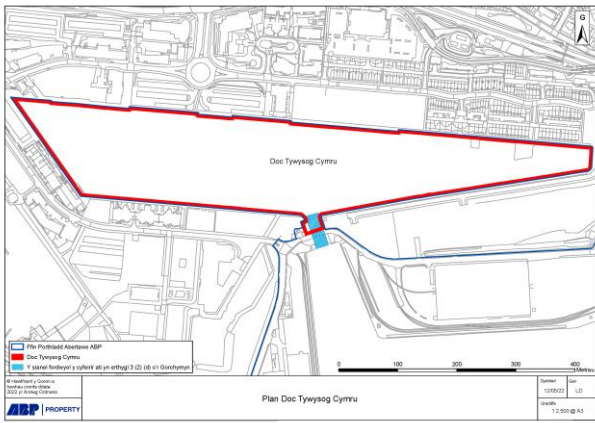 G
Doc Tywysog Cymru
Ffin Porthladd Abertawe ABP
Doc Tywysog Cymru
Y sianel fordwyol y cyfeirir ati yn erthygl 3 (2) (d) o'r Gorchymyn
0 100 200 300 400
Metrau
© Hawlfraint y Goron a
hawliau cronfa ddata
2022 yr Arolwg Ordnans
ABP PROPERTY
Plan Doc Tywysog Cymru
12/05/22
LD
Graddfa
1:2,500 @ A3